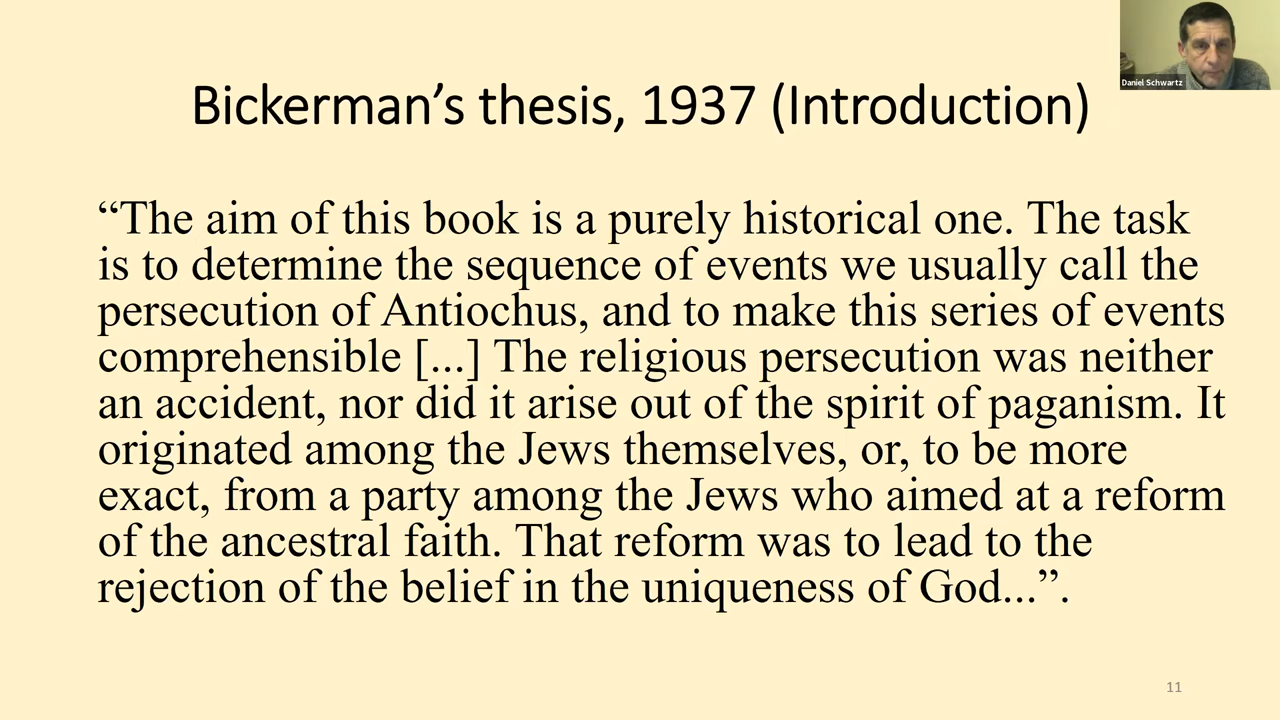 Daniel Schwartz
Bickerman’s thesis, 1937 (Introduction)
“The aim of this book is a purely historical one. The task
is to determine the sequence of events we usually call the
persecution of Antiochus, and to make this series of events
comprehensible [...] The religious persecution was neither
an accident, nor did it arise out of the spirit of paganism. It
originated among the Jews themselves, or, to be more
exact, from a party among the Jews who aimed at a reform
of the ancestral faith. That reform was to lead to the
rejection of the belief in the uniqueness of God...”.
11